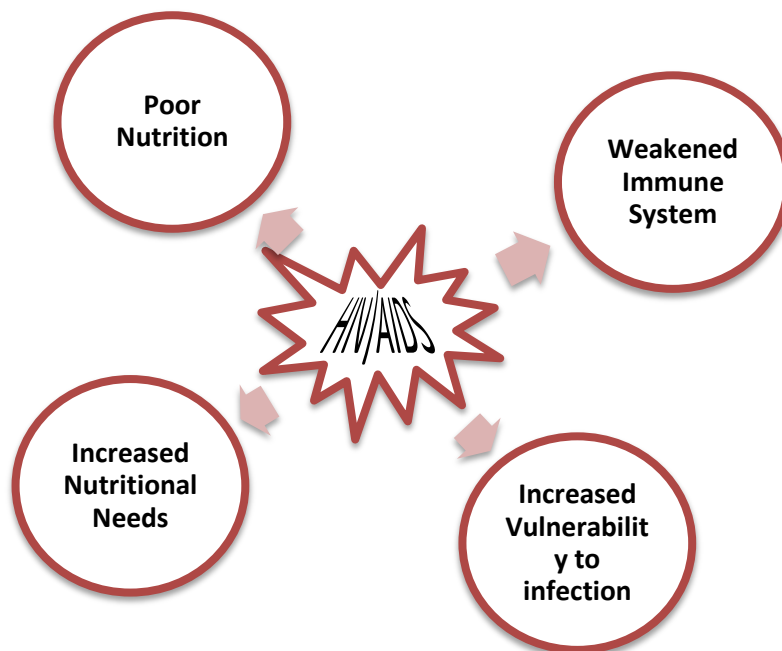 Poor
Nutrition
Weakened
Immune
System
HIV/AIDS
Increased
Nutritional
Needs
Increased
Vulnerabilit
y to
infection